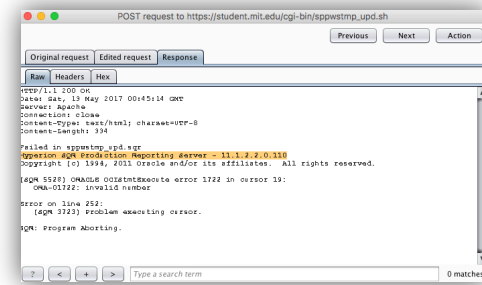 POST request to https://student.mit.edu/cgi-bin/sppwstmp_upd.sh
Previous Next Action
Original request Edited request Response
Raw Headers Hex
HTTP/1.1 200 OK
Date: Sat, 13 May 2017 00:45:14 GMT
Server: Apache
Connection: close
Content-Type: text/html; charset=UTF-8
Content-Length: 334
Failed in sppwstmp_upd.sqr
Hyperion SQR Production Reporting Server - 11.1.2.2.0.110
Copyright (c) 1994, 2011 Oracle and/or its affiliates. All rights reserved.
(SQR 5528) ORACLE OCIStmtExecute error 1722 in cursor 19:
ORA-01722: invalid number
Error on line 252:
(SQR 3723) Problem executing cursor.
SQR: Program Aborting.
? < + > Type a search term 0 matches